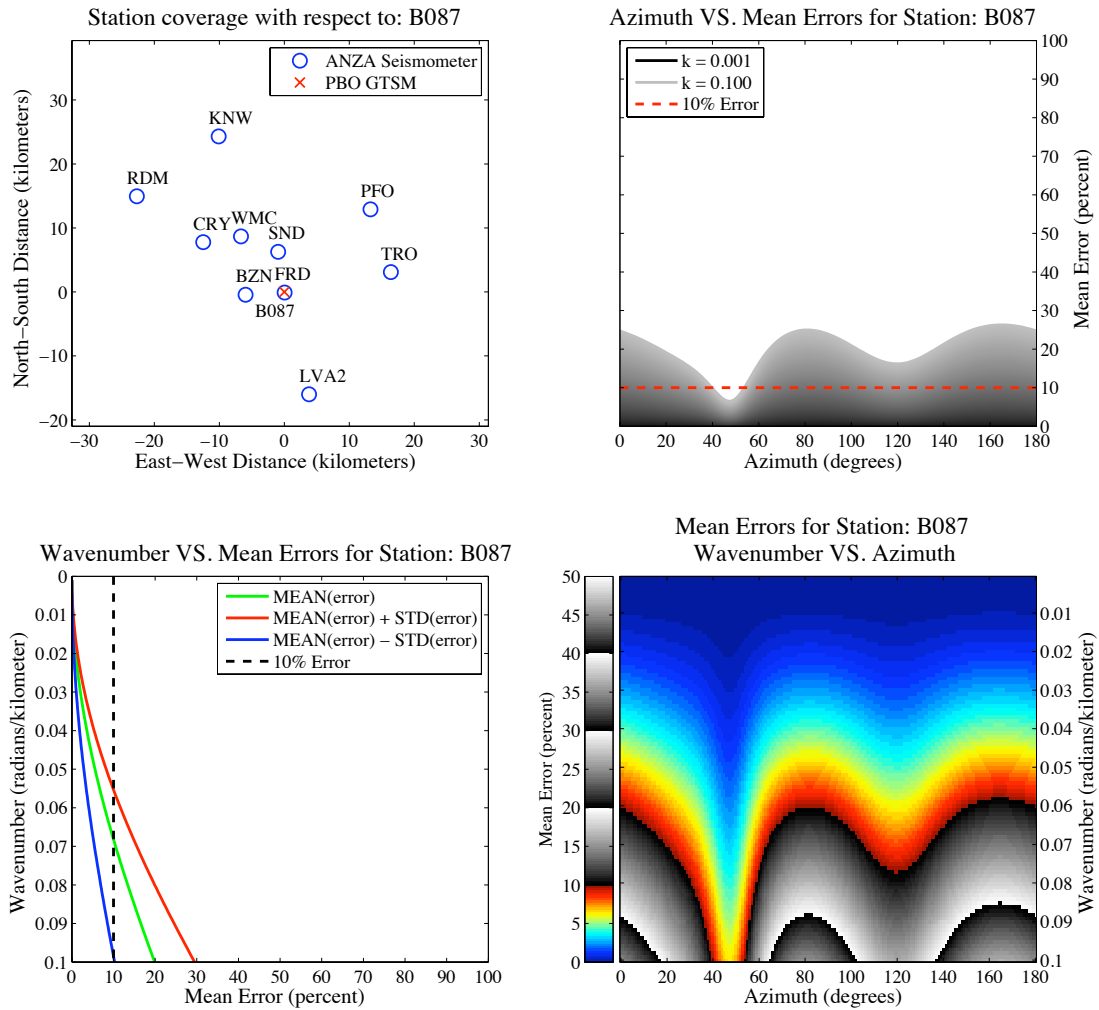 Station coverage with respect to: B087
ANZA Seismometer
PBO GTSM
KNW
RDM
PFO
CRY
WMC
SND
TRO
BZN
FRD
B087
LVA2
30
20
10
0
−10
−20
−30
−20
−10
0
10
20
30
North−South Distance (kilometers)
East−West Distance (kilometers)
Azimuth VS. Mean Errors for Station: B087
k = 0.001
k = 0.100
10% Error
100
90
80
70
60
50
40
30
20
10
0
0
20
40
60
80
100
120
140
160
180
Mean Error (percent)
Azimuth (degrees)
Wavenumber VS. Mean Errors for Station: B087
MEAN(error)
MEAN(error) + STD(error)
MEAN(error) − STD(error)
10% Error
0
0.01
0.02
0.03
0.04
0.05
0.06
0.07
0.08
0.09
0.1
0
10
20
30
40
50
60
70
80
90
100
Wavenumber (radians/kilometer)
Mean Error (percent)
Mean Errors for Station: B087
Wavenumber VS. Azimuth
50
45
40
35
30
25
20
15
10
5
0
Mean Error (percent)
0.01
0.02
0.03
0.04
0.05
0.06
0.07
0.08
0.09
0.1
0
20
40
60
80
100
120
140
160
180
Wavenumber (radians/kilometer)
Azimuth (degrees)